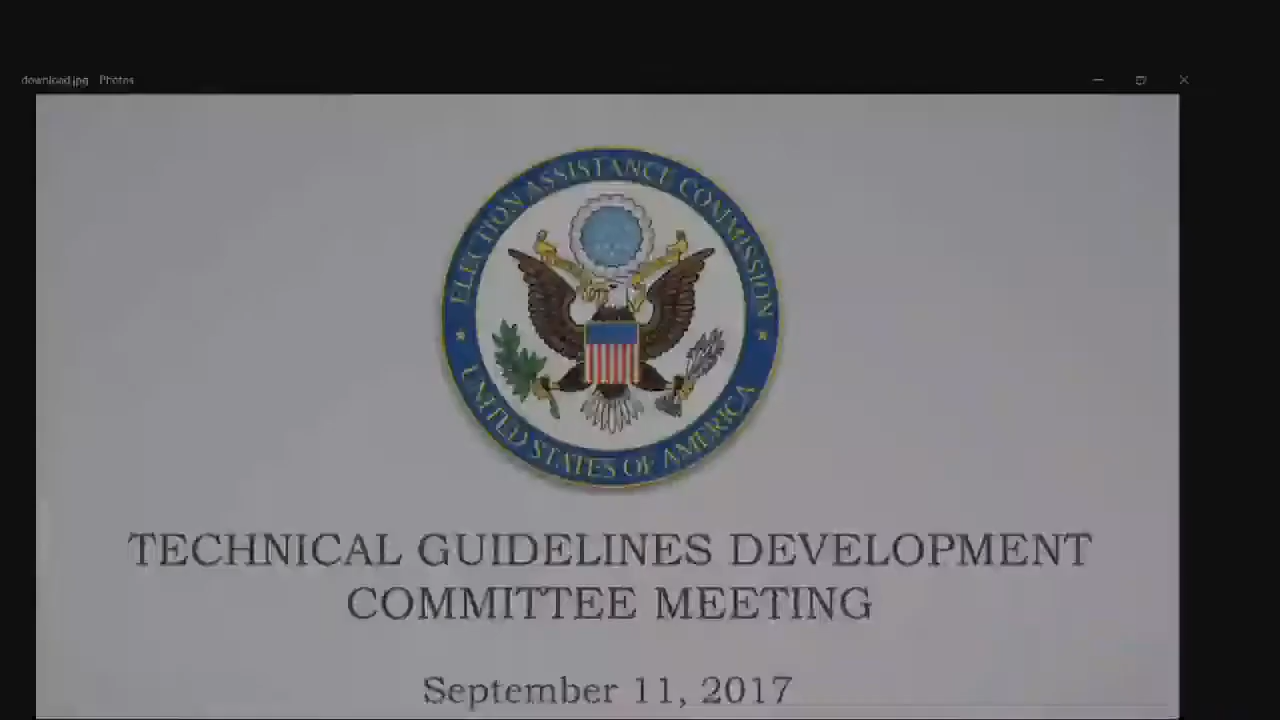 download.jpg Photos
ELECTION ASSISTANCE COMMISSION
UNITED STATES OF AMERICA
TECHNICAL GUIDELINES DEVELOPMENT
COMMITTEE MEETING
September 11, 2017